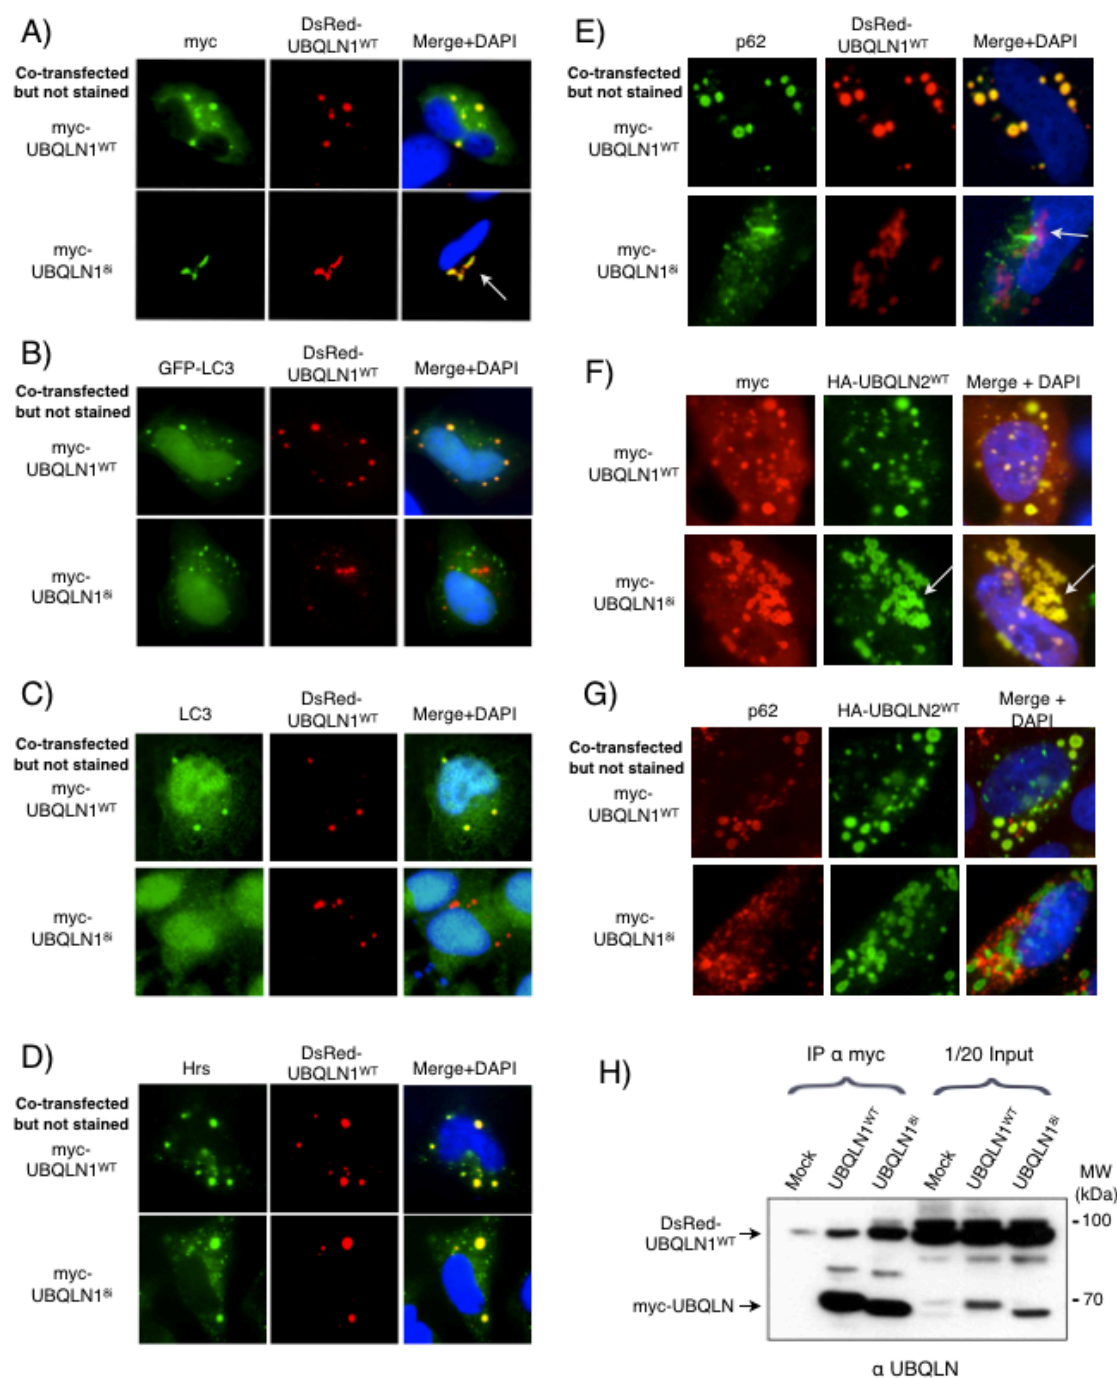 A)
myc
DsRed-
UBQLN1WT
Merge+DAPI
Co-transfected
but not stained
myc-
UBQLN1WT
myc-
UBQLN18i
B)
GFP-LC3
DsRed-
UBQLN1WT
Merge+DAPI
Co-transfected
but not stained
myc-
UBQLN1WT
myc-
UBQLN18i
C)
LC3
DsRed-
UBQLN1WT
Merge+DAPI
Co-transfected
but not stained
myc-
UBQLN1WT
myc-
UBQLN18i
D)
Hrs
DsRed-
UBQLN1WT
Merge+DAPI
Co-transfected
but not stained
myc-
UBQLN1WT
myc-
UBQLN18i
E)
p62
DsRed-
UBQLN1WT
Merge+DAPI
Co-transfected
but not stained
myc-
UBQLN1WT
myc-
UBQLN18i
F)
myc
HA-UBQLN2WT
Merge + DAPI
myc-
UBQLN1WT
myc-
UBQLN18i
G)
p62
HA-UBQLN2WT
Merge +
DAPI
Co-transfected
but not stained
myc-
UBQLN1WT
myc-
UBQLN18i
H)
IP α myc
1/20 Input
Mock
UBQLN1WT
UBQLN18i
Mock
UBQLN1WT
UBQLN18i
MW
(kDa)
DsRed-
UBQLN1WT
- 100
myc-UBQLN
- 70
α UBQLN